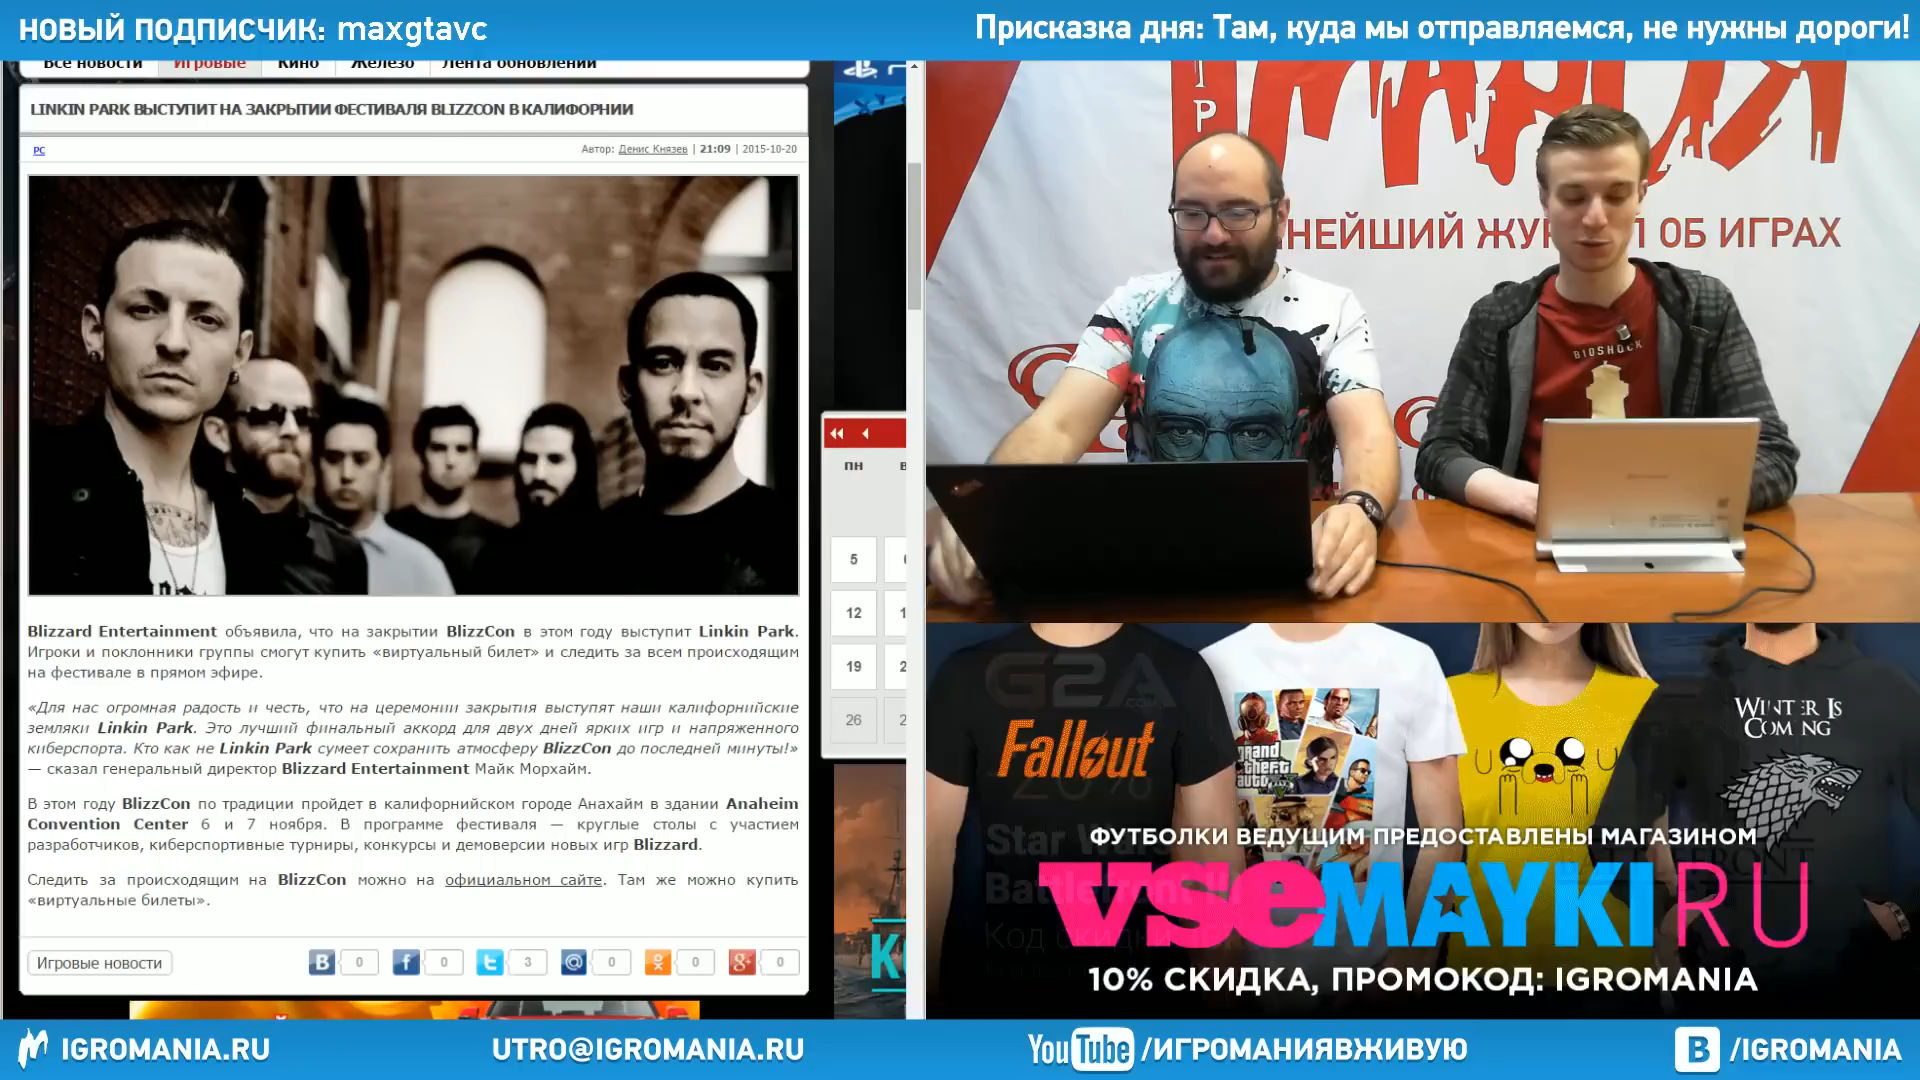 НОВЫЙ ПОДПИСЧИК: maxgtavc
Присказка дня: Там, куда мы отправляемся, не нужны дороги!
Все новости Игровые Кино Железо Лента обновлений
LINKIN PARK ВЫСТУПИТ НА ЗАКРЫТИИ ФЕСТИВАЛЯ BLIZZCON В КАЛИФОРНИИ
PC
Автор: Денис Князев | 21:09 | 2015-10-20
Blizzard Entertainment объявила, что на закрытии BlizzCon в этом году выступит Linkin Park.
Игроки и поклонники группы смогут купить «виртуальный билет» и следить за всем происходящим
на фестивале в прямом эфире.
«Для нас огромная радость и честь, что на церемонии закрытия выступят наши калифорнийские
земляки Linkin Park. Это лучший финальный аккорд для двух дней ярких игр и напряженного
киберспорта. Кто как не Linkin Park сумеет сохранить атмосферу BlizzCon до последней минуты!»
— сказал генеральный директор Blizzard Entertainment Майк Морхайм.
В этом году BlizzCon по традиции пройдет в калифорнийском городе Анахайм в здании Anaheim
Convention Center 6 и 7 ноября. В программе фестиваля — круглые столы с участием
разработчиков, киберспортивные турниры, конкурсы и демоверсии новых игр Blizzard.
Следить за происходящим на BlizzCon можно на официальном сайте. Там же можно купить
«виртуальные билеты».
Игровые новости
B 0 f 0 3 @ 0 0 g+ 0
ПН
5
12
19
26
НЕЙШИЙ ЖУР Л ОБ ИГРАХ
BIOSHOCK
G2A
.COM
Fallout
20%
grand
theft
auto
WINTER IS
COMING
Star Wars
Battlefront
Код скидки
ФУТБОЛКИ ВЕДУЩИМ ПРЕДОСТАВЛЕНЫ МАГАЗИНОМ
VSEMAYKI.RU
10% СКИДКА, ПРОМОКОД: IGROMANIA
IGROMANIA.RU
UTRO@IGROMANIA.RU
YouTube /ИГРОМАНИЯВЖИВУЮ
B /IGROMANIA